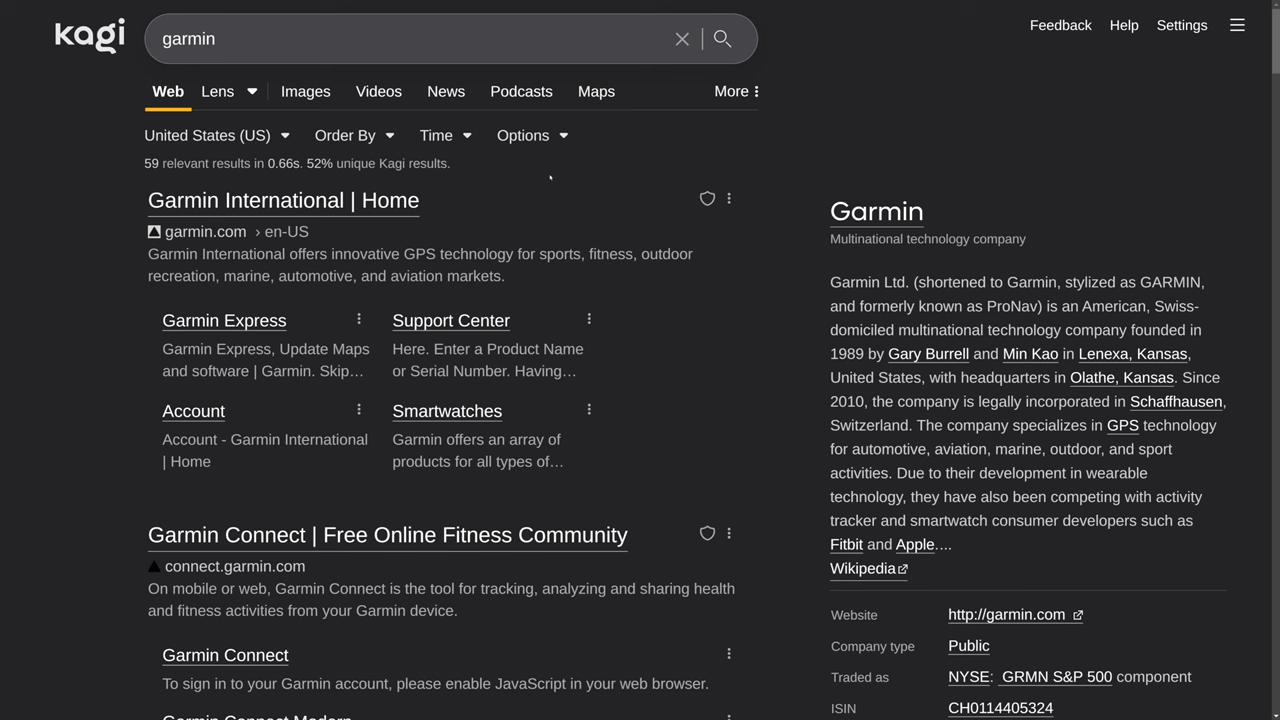 kagi
garmin
Feedback Help Settings
Web Lens Images Videos News Podcasts Maps More
United States (US) Order By Time Options
59 relevant results in 0.66s. 52% unique Kagi results.
Garmin International | Home
garmin.com › en-US
Garmin International offers innovative GPS technology for sports, fitness, outdoor
recreation, marine, automotive, and aviation markets.
Garmin Express
Garmin Express, Update Maps
and software | Garmin. Skip...
Support Center
Here. Enter a Product Name
or Serial Number. Having...
Account
Account - Garmin International
| Home
Smartwatches
Garmin offers an array of
products for all types of...
Garmin Connect | Free Online Fitness Community
connect.garmin.com
On mobile or web, Garmin Connect is the tool for tracking, analyzing and sharing health
and fitness activities from your Garmin device.
Garmin Connect
To sign in to your Garmin account, please enable JavaScript in your web browser.
Garmin Connect Modern
Garmin
Multinational technology company
Garmin Ltd. (shortened to Garmin, stylized as GARMIN,
and formerly known as ProNav) is an American, Swiss-
domiciled multinational technology company founded in
1989 by Gary Burrell and Min Kao in Lenexa, Kansas,
United States, with headquarters in Olathe, Kansas. Since
2010, the company is legally incorporated in Schaffhausen,
Switzerland. The company specializes in GPS technology
for automotive, aviation, marine, outdoor, and sport
activities. Due to their development in wearable
technology, they have also been competing with activity
tracker and smartwatch consumer developers such as
Fitbit and Apple....
Wikipedia
Website http://garmin.com
Company type Public
Traded as NYSE: GRMN S&P 500 component
ISIN CH0114405324